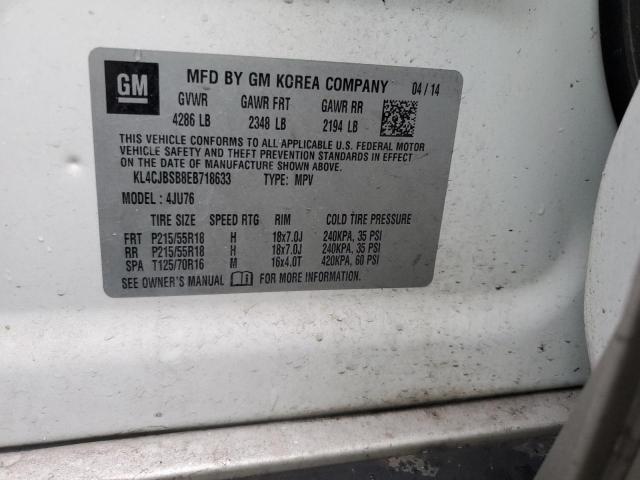 GM MFD BY GM KOREA COMPANY 04 / 14
GVWR GAWR FRT GAWR RR
4286 LB 2348 LB 2194 LB
THIS VEHICLE CONFORMS TO ALL APPLICABLE U.S. FEDERAL MOTOR
VEHICLE SAFETY AND THEFT PREVENTION STANDARDS IN EFFECT
ON THE DATE OF MANUFACTURE SHOWN ABOVE.
KL4CJBSB8EB718633 TYPE: MPV
MODEL : 4JU76
TIRE SIZE SPEED RTG RIM COLD TIRE PRESSURE
FRT P215/55R18 H 18x7.0J 240KPA, 35 PSI
RR P215/55R18 H 18x7.0J 240KPA, 35 PSI
SPA T125/70R16 M 16x4.0T 420KPA, 60 PSI
SEE OWNER'S MANUAL FOR MORE INFORMATION.